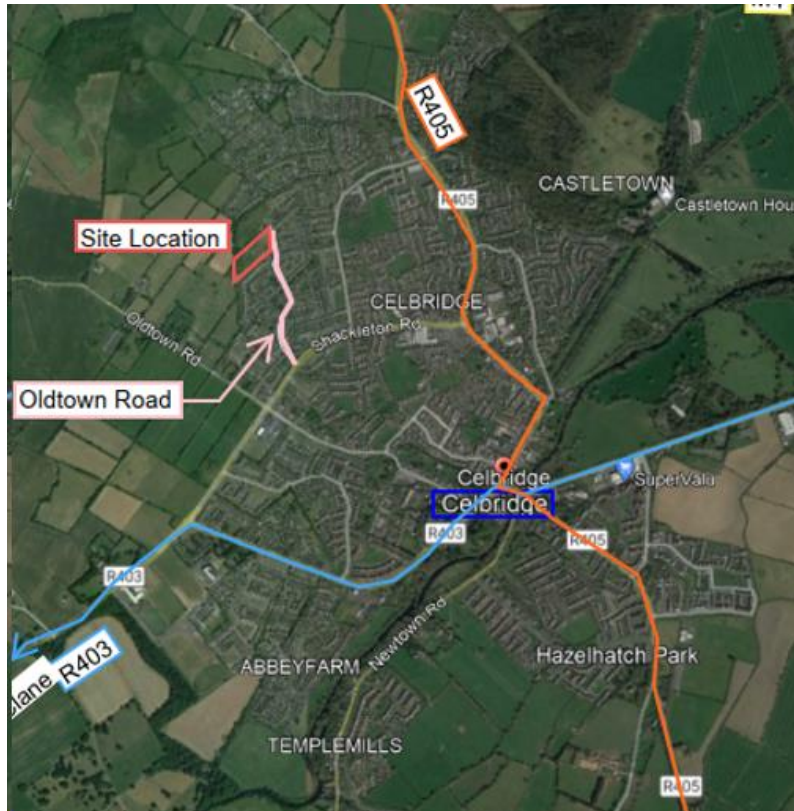 R405
R405
CASTLETOWN
Castletown Hou
Site Location
CELBRIDGE
Shackleton Rd
Oldtown Rd
Oldtown Road
Celbridge
SuperValu
Celbridge
R403
R405
R403
Newtown Rd
Hazelhatch Park
ABBEYFARM
R403
TEMPLEMILLS
R405